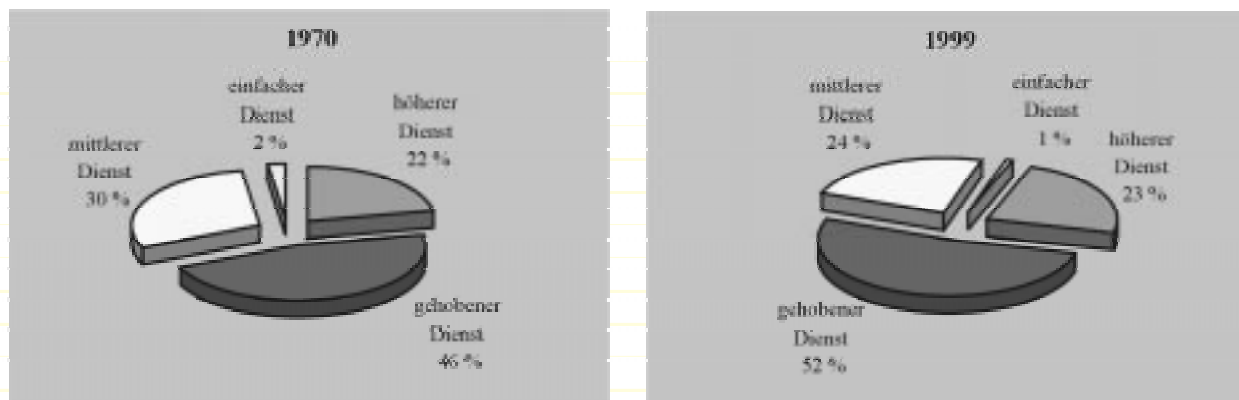 1970
einfacher
Dienst
2 %
höherer
Dienst
22 %
mittlerer
Dienst
30 %
gehobener
Dienst
46 %
1999
mittlerer
Dienst
24 %
einfacher
Dienst
1 %
höherer
Dienst
23 %
gehobener
Dienst
52 %